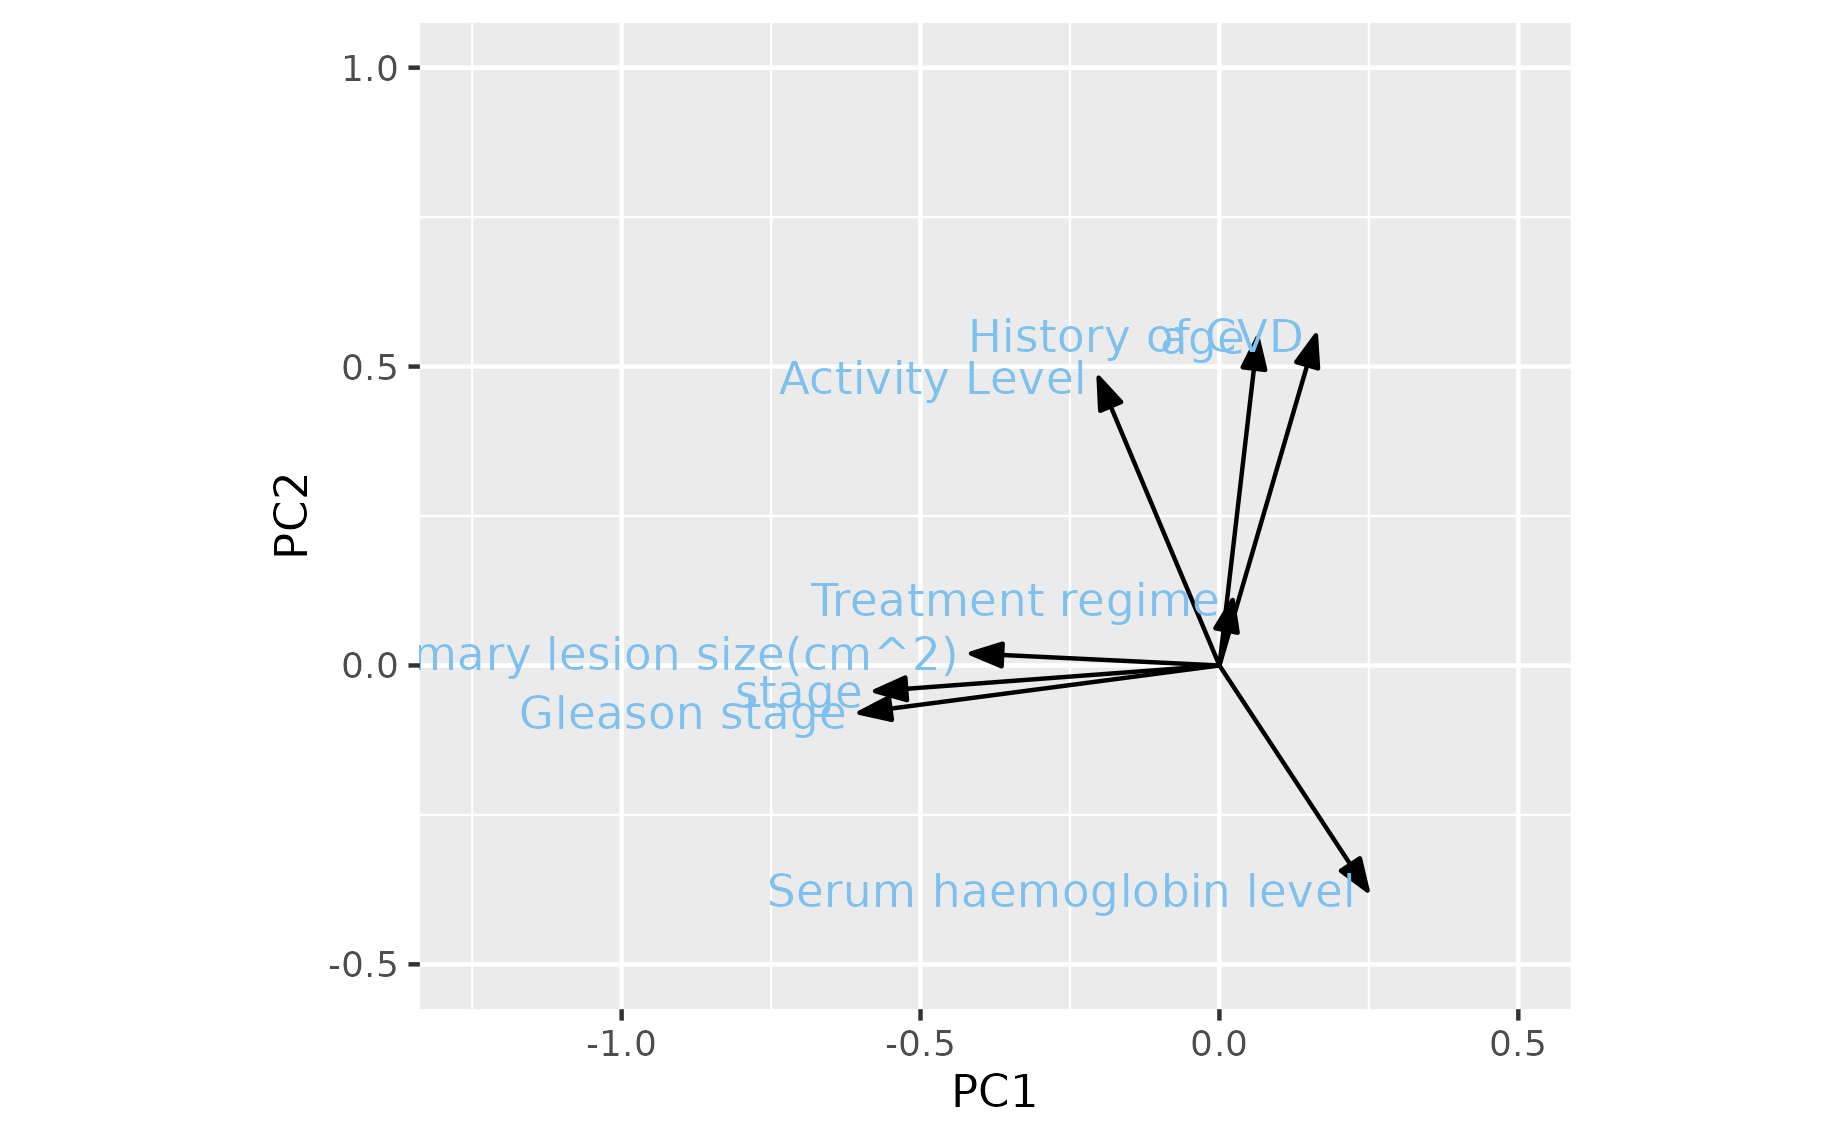 1.0
History of CVD
age
0.5
Activity Level
PC2
Treatment regime
mary lesion size(cm^2)
0.0
stage
Gleason stage
Serum haemoglobin level
-0.5
-1.0 -0.5 0.0 0.5
PC1